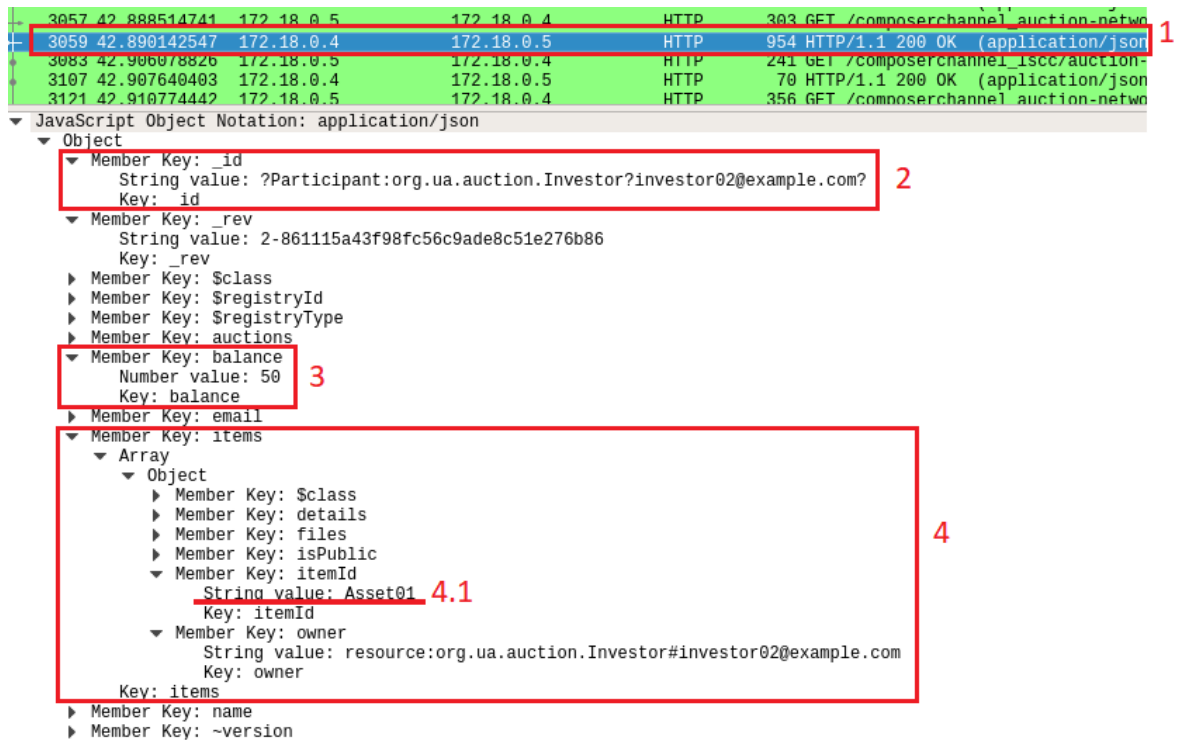 3057 42.888514741 172.18.0.5 172.18.0.4 HTTP 303 GET /composerchannel_auction-netwo
3059 42.890142547 172.18.0.4 172.18.0.5 HTTP 954 HTTP/1.1 200 OK (application/json
1
3083 42.906078826 172.18.0.5 172.18.0.4 HTTP 241 GET /composerchannel_lscc/auction-
3107 42.907640403 172.18.0.4 172.18.0.5 HTTP 70 HTTP/1.1 200 OK (application/json
3121 42.910774442 172.18.0.5 172.18.0.4 HTTP 356 GET /composerchannel_auction-netwo
JavaScript Object Notation: application/json
Object
Member Key: _id
String value: ?Participant:org.ua.auction.Investor?investor02@example.com?
2
Key: _id
Member Key: _rev
String value: 2-861115a43f98fc56c9ade8c51e276b86
Key: _rev
Member Key: $class
Member Key: $registryId
Member Key: $registryType
Member Key: auctions
Member Key: balance
Number value: 50
3
Key: balance
Member Key: email
Member Key: items
Array
Object
Member Key: $class
Member Key: details
Member Key: files
4
Member Key: isPublic
Member Key: itemId
String value: Asset01
4.1
Key: itemId
Member Key: owner
String value: resource:org.ua.auction.Investor#investor02@example.com
Key: owner
Key: items
Member Key: name
Member Key: ~version